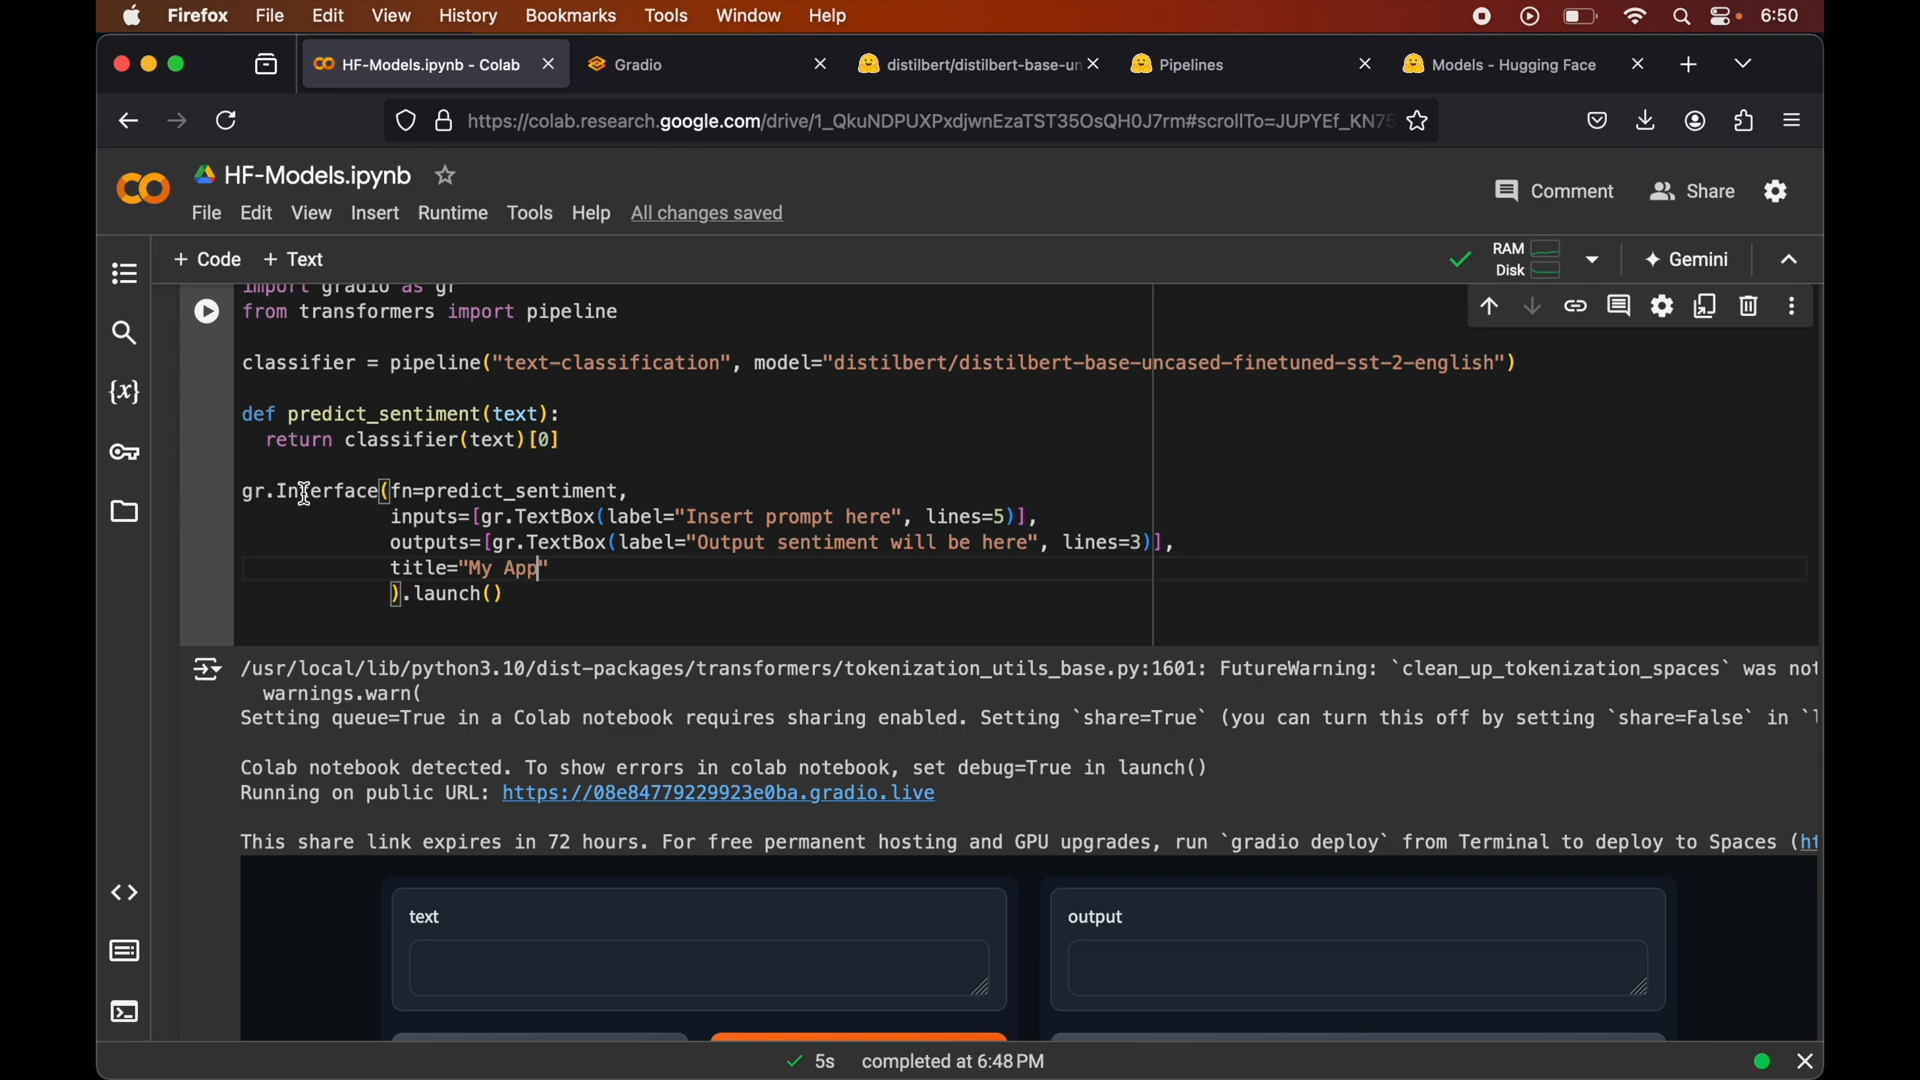 Firefox File Edit View History Bookmarks Tools Window Help 6:50
HF-Models.ipynb - Colab Gradio distilbert/distilbert-base-un Pipelines Models - Hugging Face
https://colab.research.google.com/drive/1_QkuNDPUXPxdjwnEzaTST35OsQH0J7rm#scrollTo=JUPYEf_KN75
HF-Models.ipynb
Comment Share
File Edit View Insert Runtime Tools Help All changes saved
+ Code + Text RAM Disk Gemini
import gradio as gr
from transformers import pipeline
classifier = pipeline("text-classification", model="distilbert/distilbert-base-uncased-finetuned-sst-2-english")
def predict_sentiment(text):
return classifier(text)[0]
gr.Interface(fn=predict_sentiment,
inputs=[gr.TextBox(label="Insert prompt here", lines=5)],
outputs=[gr.TextBox(label="Output sentiment will be here", lines=3)],
title="My App"
).launch()
/usr/local/lib/python3.10/dist-packages/transformers/tokenization_utils_base.py:1601: FutureWarning: `clean_up_tokenization_spaces` was not
warnings.warn(
Setting queue=True in a Colab notebook requires sharing enabled. Setting `share=True` (you can turn this off by setting `share=False` in `l
Colab notebook detected. To show errors in colab notebook, set debug=True in launch()
Running on public URL: https://08e84779229923e0ba.gradio.live
This share link expires in 72 hours. For free permanent hosting and GPU upgrades, run `gradio deploy` from Terminal to deploy to Spaces (ht
text output
5s completed at 6:48 PM